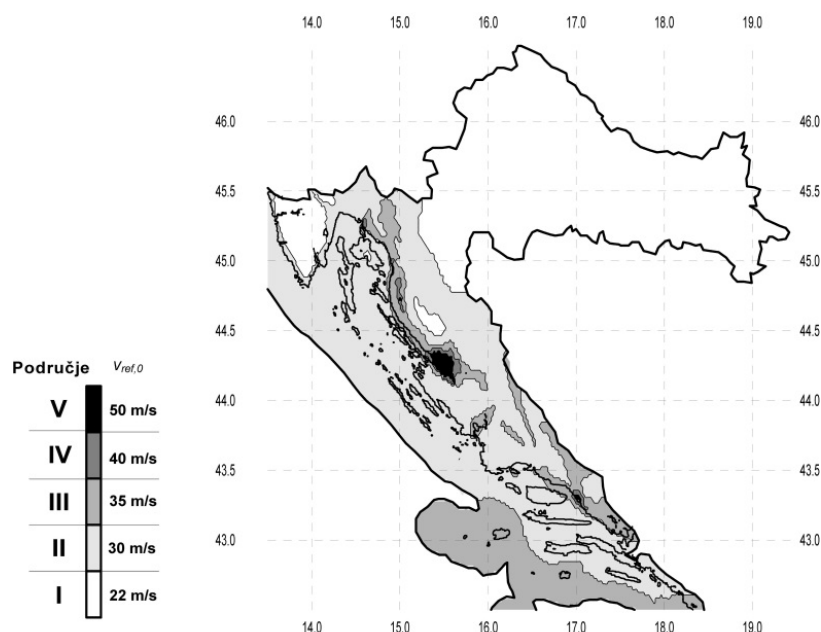 14.0 15.0 16.0 17.0 18.0 19.0
46.0 46.0
45.5 45.5
45.0 45.0
44.5 44.5
44.0 44.0
43.5 43.5
43.0 43.0
14.0 15.0 16.0 17.0 18.0 19.0
Područje Vref,0
V 50 m/s
IV 40 m/s
III 35 m/s
II 30 m/s
I 22 m/s